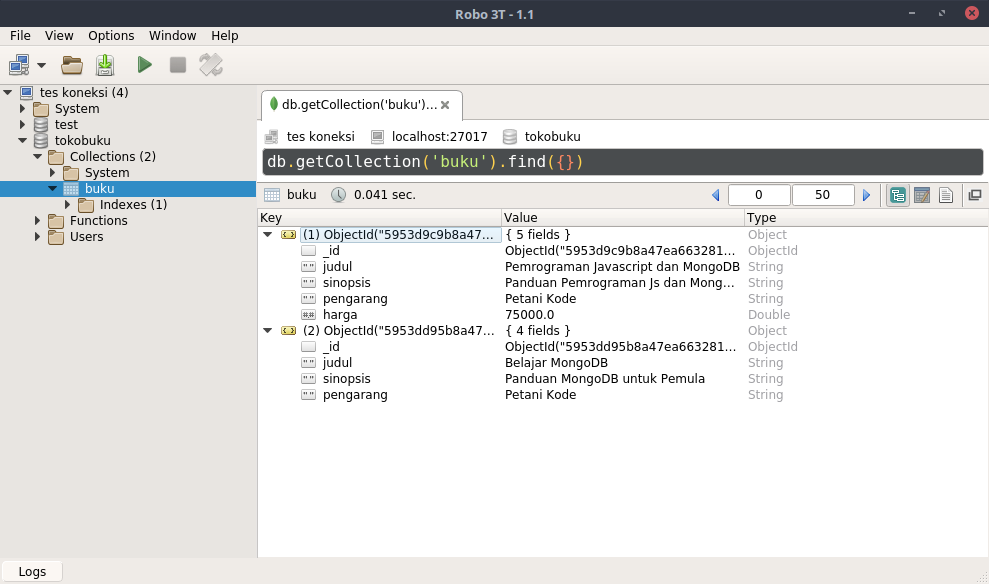 Robo 3T - 1.1
File View Options Window Help
tes koneksi (4)
System
test
tokobuku
Collections (2)
System
buku
Indexes (1)
Functions
Users
db.getCollection('buku')...
tes koneksi localhost:27017 tokobuku
db.getCollection('buku').find({})
buku 0.041 sec. 0 50
Key Value Type
(1) ObjectId("5953d9c9b8a47... { 5 fields } Object
_id ObjectId("5953d9c9b8a47ea663281... ObjectId
judul Pemrograman Javascript dan MongoDB String
sinopsis Panduan Pemrograman Js dan Mong... String
pengarang Petani Kode String
harga 75000.0 Double
(2) ObjectId("5953dd95b8a47... { 4 fields } Object
_id ObjectId("5953dd95b8a47ea663281... ObjectId
judul Belajar MongoDB String
sinopsis Panduan MongoDB untuk Pemula String
pengarang Petani Kode String
Logs